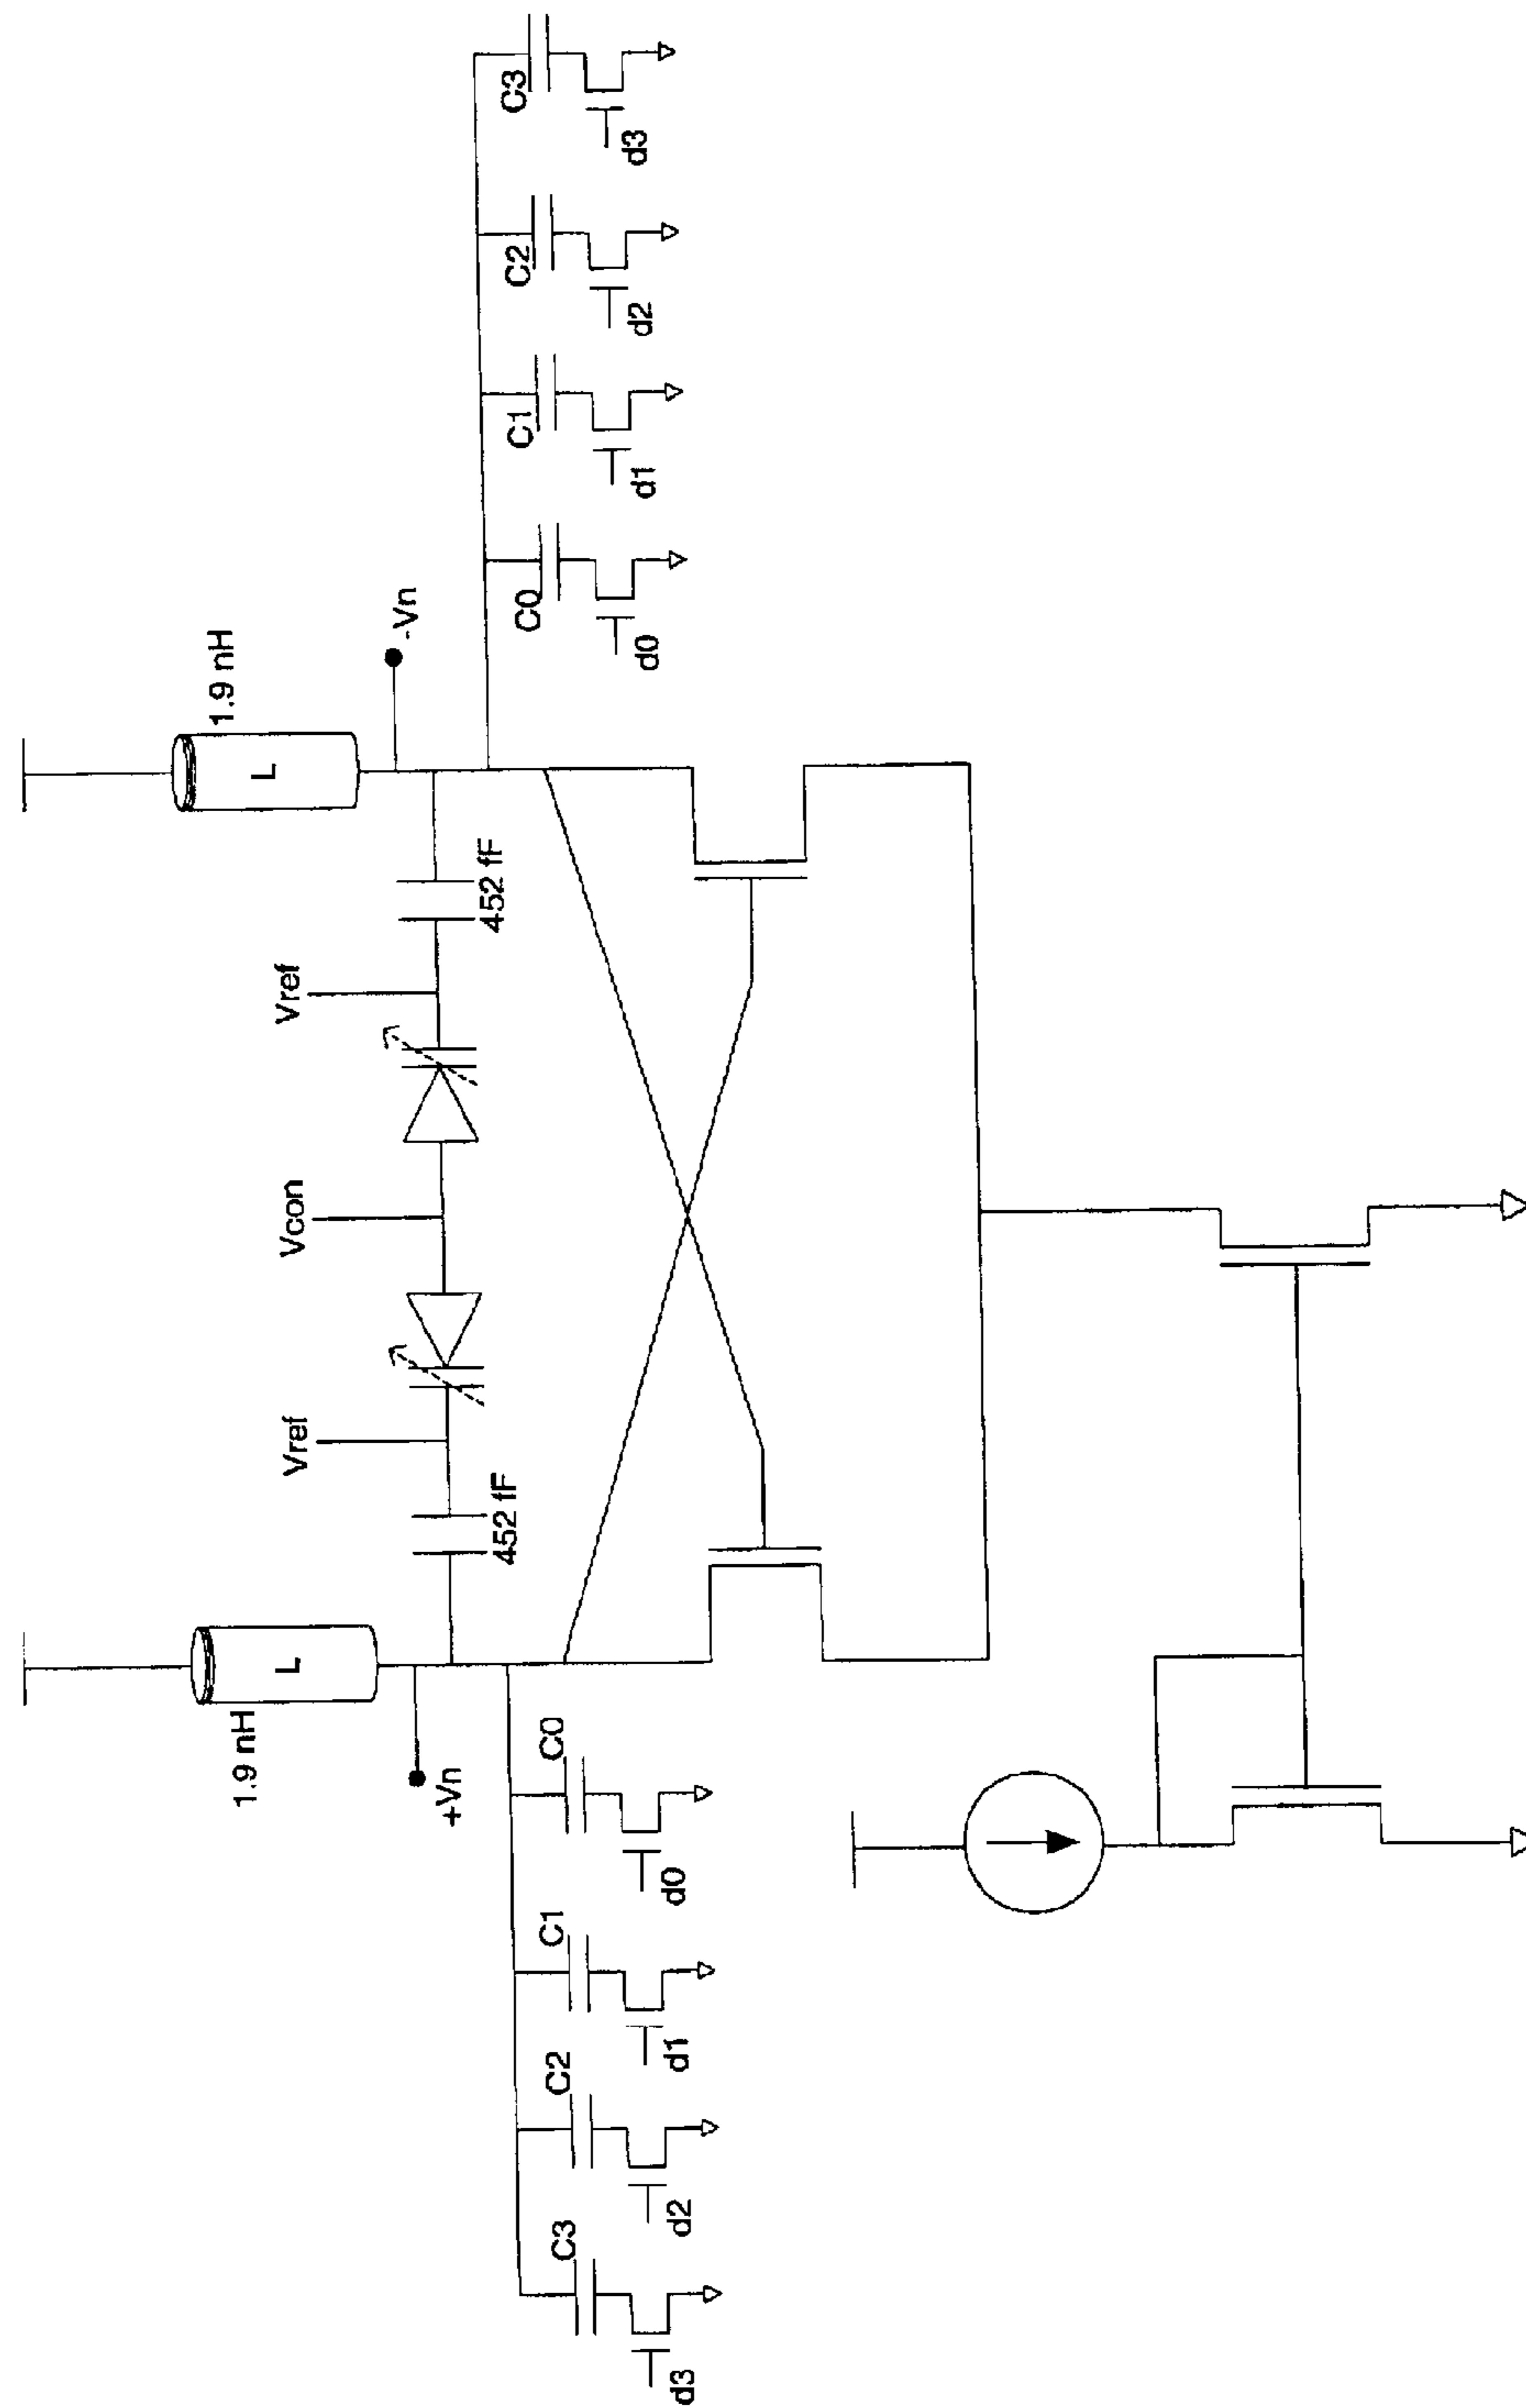 1.9 nH
1.9 nH
L
L
Vref
Vcon
Vref
+Vn
-Vn
452 fF
452 fF
C3
C2
C1
C0
C0
C1
C2
C3
d3
d2
d1
d0
d0
d1
d2
d3